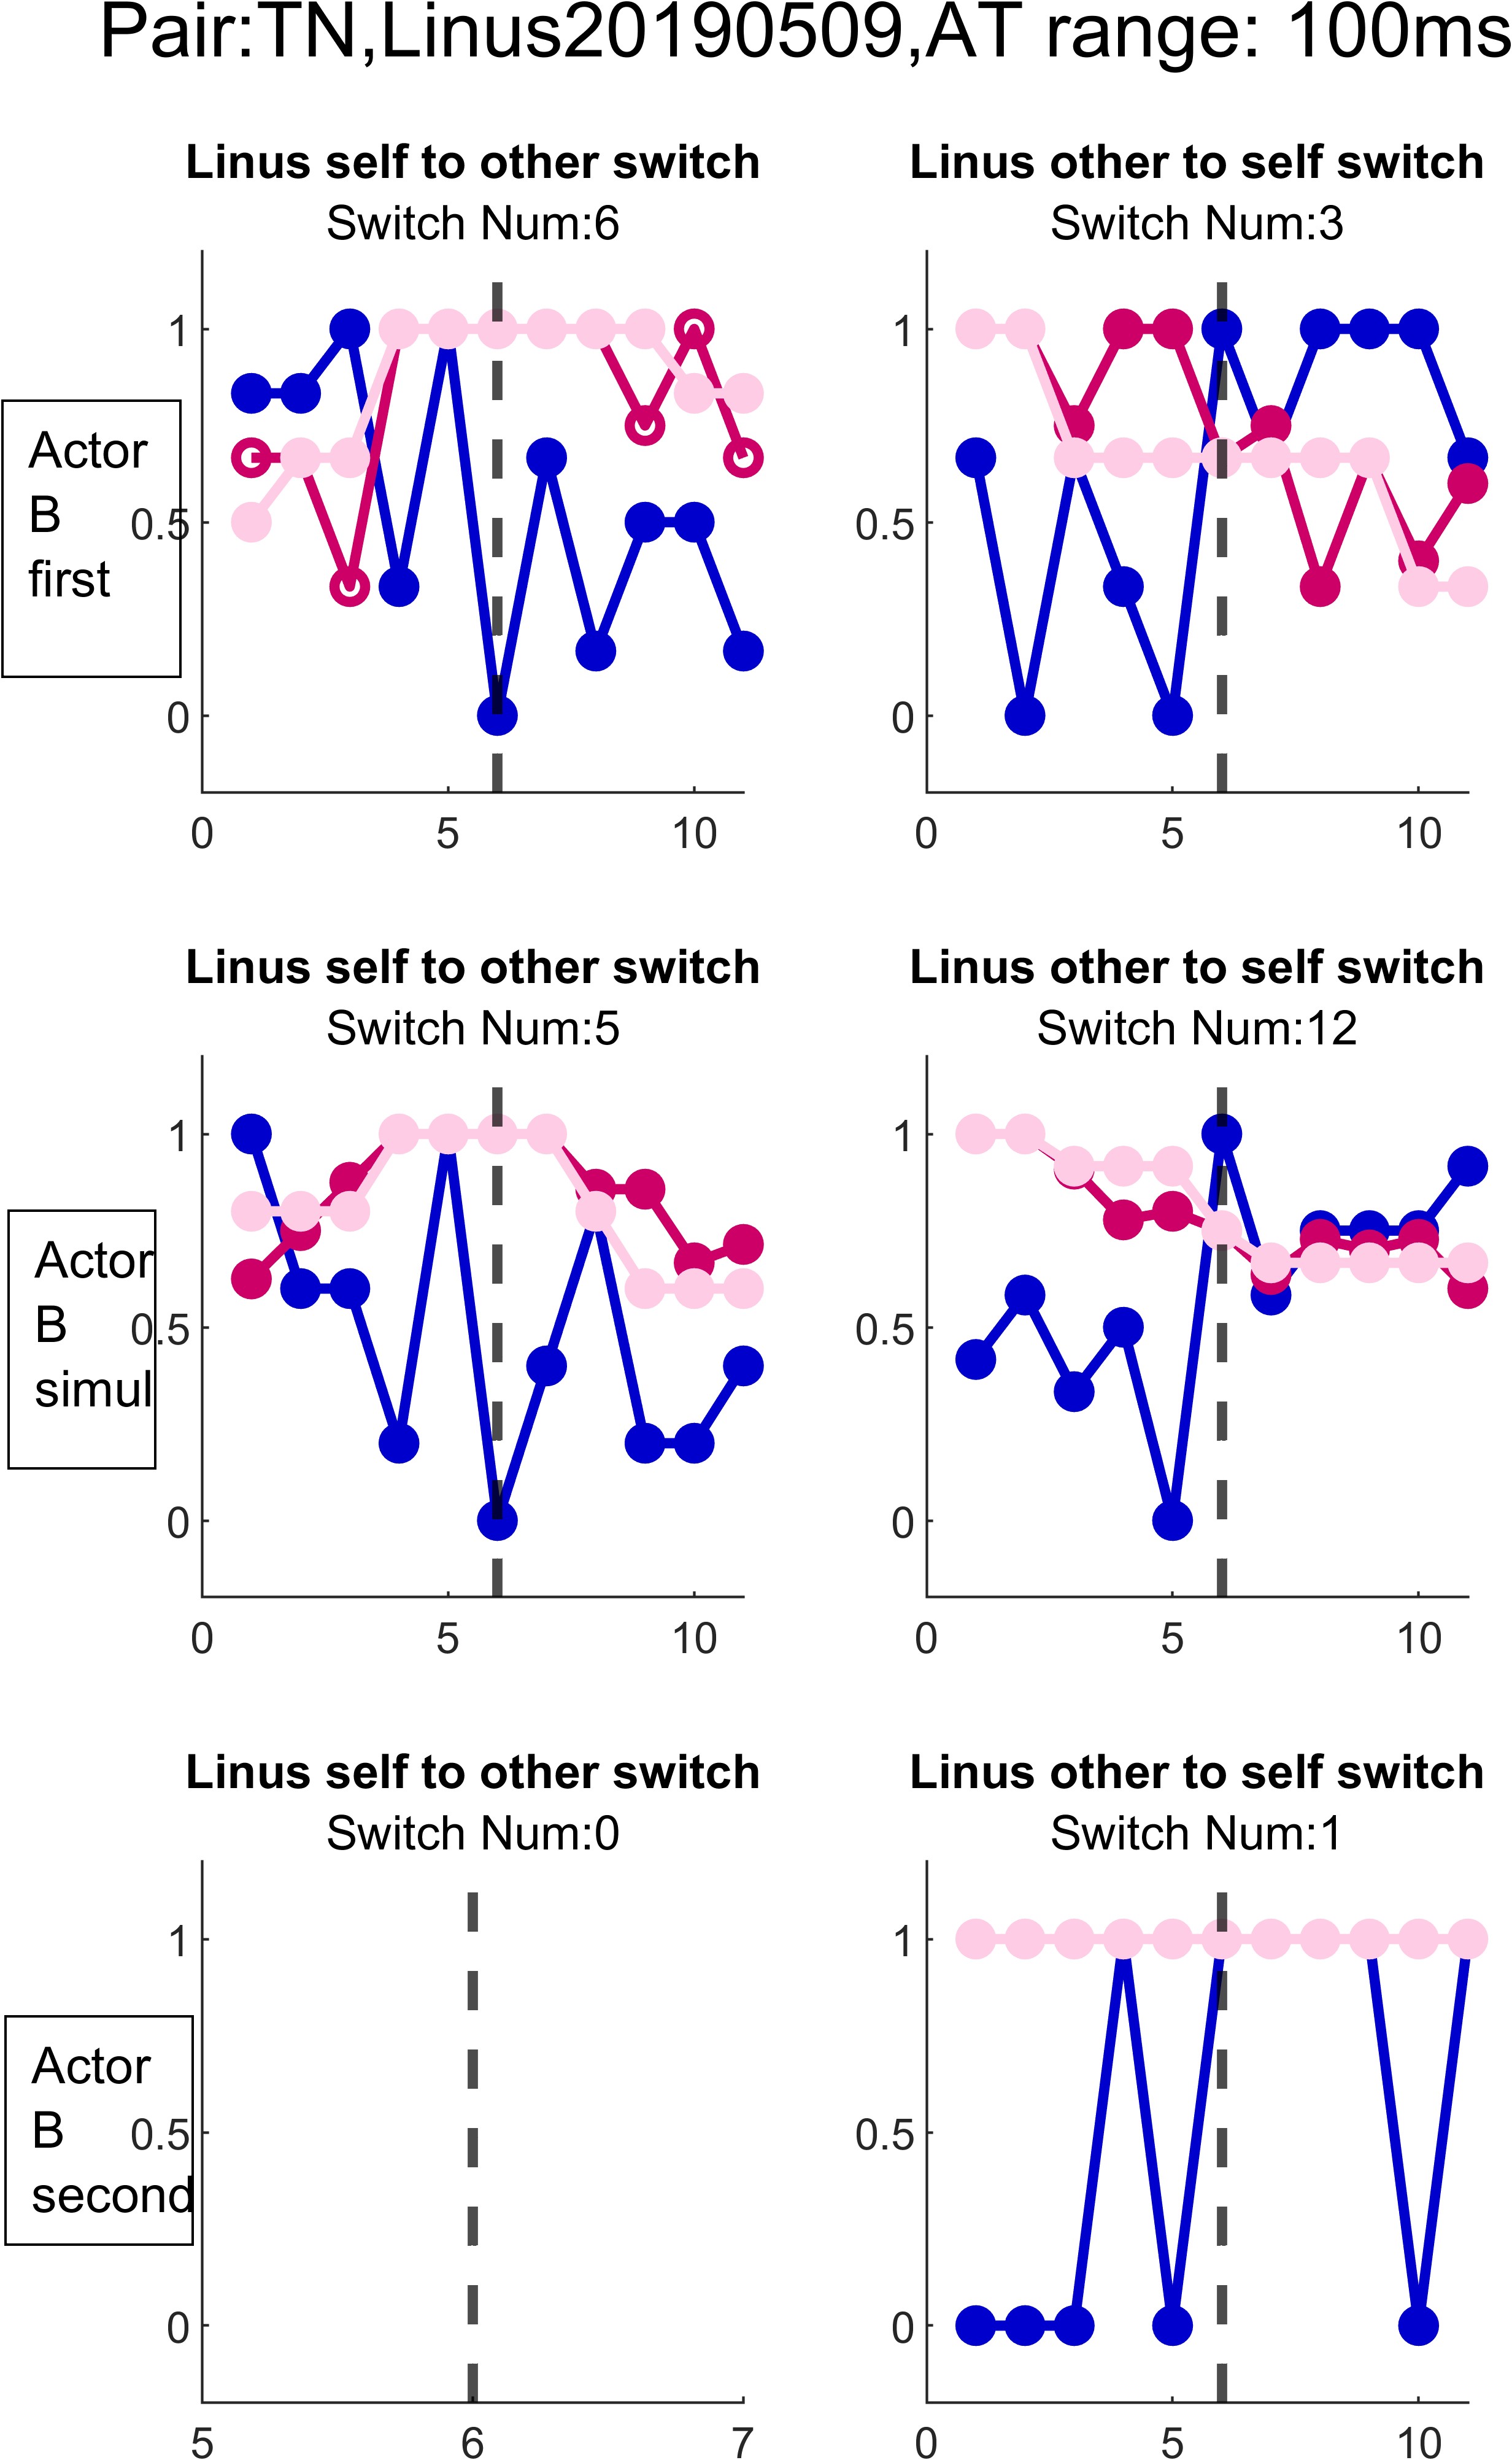 Pair:TN,Linus20190509,AT range: 100ms
Linus self to other switch
Switch Num:6
Linus other to self switch
Switch Num:3
Actor
B
first
1
0.5
0
0
5
10
1
0.5
0
0
5
10
Linus self to other switch
Switch Num:5
Linus other to self switch
Switch Num:12
Actor
B
simul
1
0.5
0
0
5
10
1
0.5
0
0
5
10
Linus self to other switch
Switch Num:0
Linus other to self switch
Switch Num:1
Actor
B
second
1
0.5
0
5
6
7
1
0.5
0
0
5
10